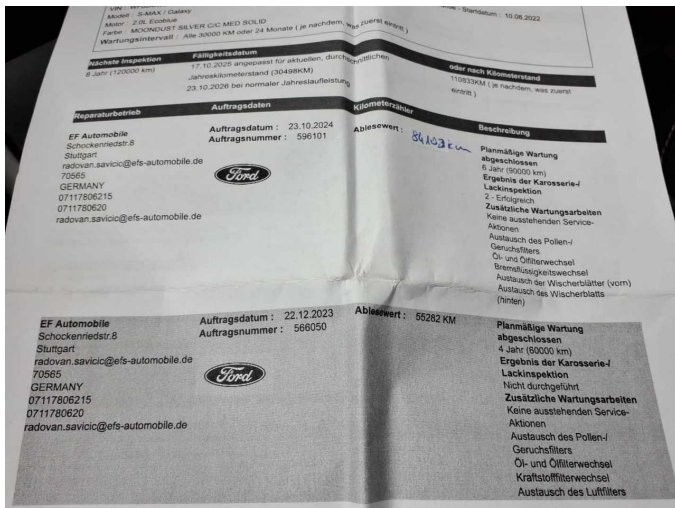 VIN : W
- Startdatum : 10.08.2022
Modell : S-MAX / Galaxy
Motor : 2.0L Ecoblue
Farbe : MOONDUST SILVER C/C MED SOLID
Wartungsintervall : Alle 30000 KM oder 24 Monate ( je nachdem, was zuerst eintritt )
Nächste Inspektion
Fälligkeitsdatum
oder nach Kilometerstand
8 Jahr (120000 km)
17.10.2025 angepasst für aktuellen, durchschnittlichen
Jahreskilometerstand (30498KM)
23.10.2026 bei normaler Jahreslaufleistung
110833KM ( je nachdem, was zuerst
eintritt )
Reparaturbetrieb
Auftragsdaten
Kilometerzähler
Beschreibung
EF Automobile
Schockenriedstr.8
Stuttgart
radovan.savicic@efs-automobile.de
70565
GERMANY
07117806215
0711780620
radovan.savicic@efs-automobile.de
Auftragsdatum : 23.10.2024
Auftragsnummer : 596101
Ford
Ablesewert : 84103 km
Planmäßige Wartung
abgeschlossen
6 Jahr (90000 km)
Ergebnis der Karosserie-/
Lackinspektion
2 - Erfolgreich
Zusätzliche Wartungsarbeiten
Keine ausstehenden Service-
Aktionen
Austausch des Pollen-/
Geruchsfilters
Öl- und Ölfilterwechsel
Bremsflüssigkeitswechsel
Austausch der Wischerblätter (vorn)
Austausch des Wischerblatts
(hinten)
EF Automobile
Schockenriedstr.8
Stuttgart
radovan.savicic@efs-automobile.de
70565
GERMANY
07117806215
0711780620
radovan.savicic@efs-automobile.de
Auftragsdatum : 22.12.2023
Auftragsnummer : 566050
Ford
Ablesewert : 55282 KM
Planmäßige Wartung
abgeschlossen
4 Jahr (60000 km)
Ergebnis der Karosserie-/
Lackinspektion
Nicht durchgeführt
Zusätzliche Wartungsarbeiten
Keine ausstehenden Service-
Aktionen
Austausch des Pollen-/
Geruchsfilters
Öl- und Ölfilterwechsel
Kraftstofffilterwechsel
Austausch des Luftfilters